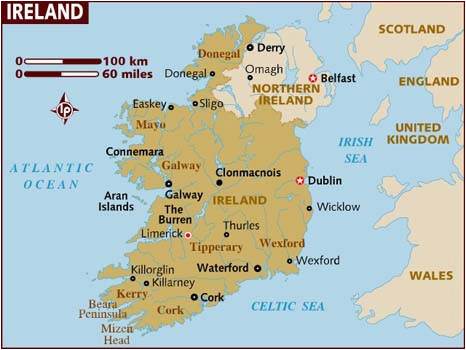 IRELAND
100 km
60 miles
LP
SCOTLAND
Donegal
Derry
Omagh
Donegal
Belfast
NORTHERN
IRELAND
ENGLAND
Easkey
Sligo
Mayo
UNITED
KINGDOM
IRISH
SEA
Connemara
Galway
Clonmacnois
ATLANTIC
OCEAN
Dublin
Aran
Islands
Galway
IRELAND
The
Burren
Wicklow
Limerick
Thurles
Tipperary
Wexford
Wexford
WALES
Killorglin
Waterford
Killarney
Kerry
Beara
Peninsula
Cork
Cork
CELTIC SEA
Mizen
Head